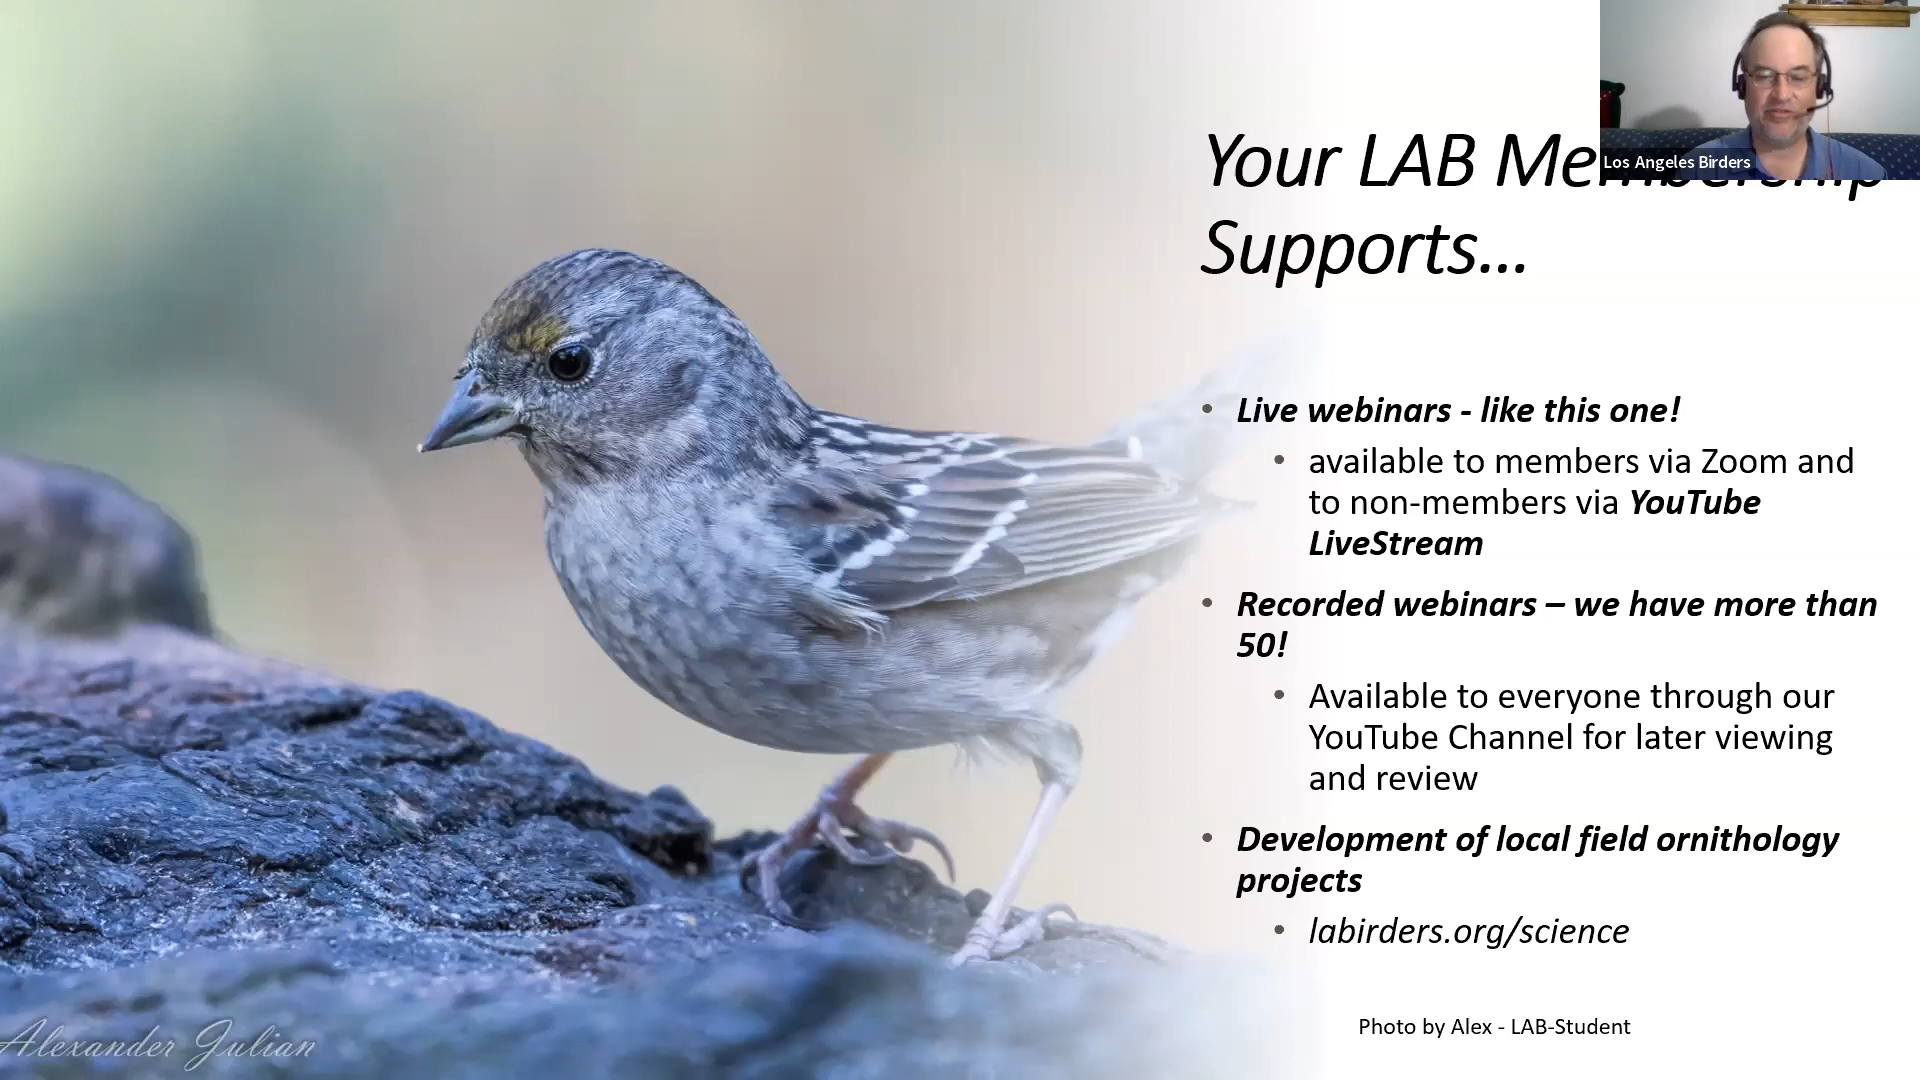 Los Angeles Birders
Your LAB Membership
Supports...
• Live webinars - like this one!
• available to members via Zoom and
to non-members via YouTube
LiveStream
• Recorded webinars – we have more than
50!
• Available to everyone through our
YouTube Channel for later viewing
and review
• Development of local field ornithology
projects
• labirders.org/science
Photo by Alex - LAB-Student
Alexander Julian